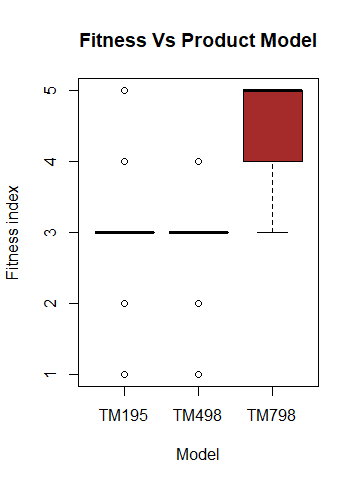 Fitness Vs Product Model
5
4
3
2
1
Fitness index
TM195
TM498
TM798
Model